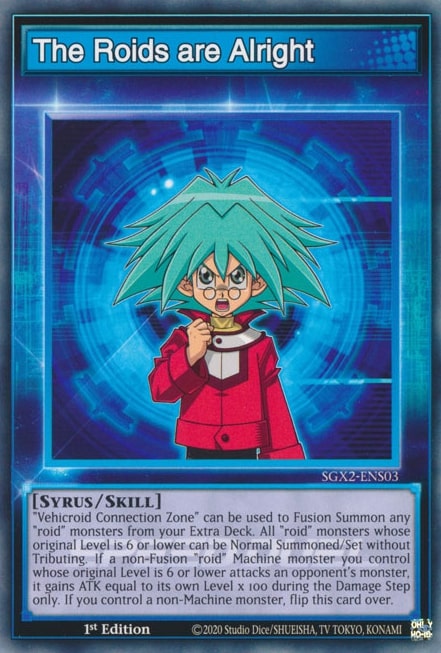 The Roids are Alright
SGX2-ENS03
[SYRUS/SKILL]
"Vehicroid Connection Zone" can be used to Fusion Summon any
"roid" monsters from your Extra Deck. All "roid" monsters whose
original Level is 6 or lower can be Normal Summoned/Set without
Tributing. If a non-Fusion "roid" Machine monster you control
whose original Level is 6 or lower attacks an opponent's monster,
it gains ATK equal to its own Level x 100 during the Damage Step
only. If you control a non-Machine monster, flip this card over.
1st Edition
©2020 Studio Dice/SHUEISHA, TV TOKYO, KONAMI